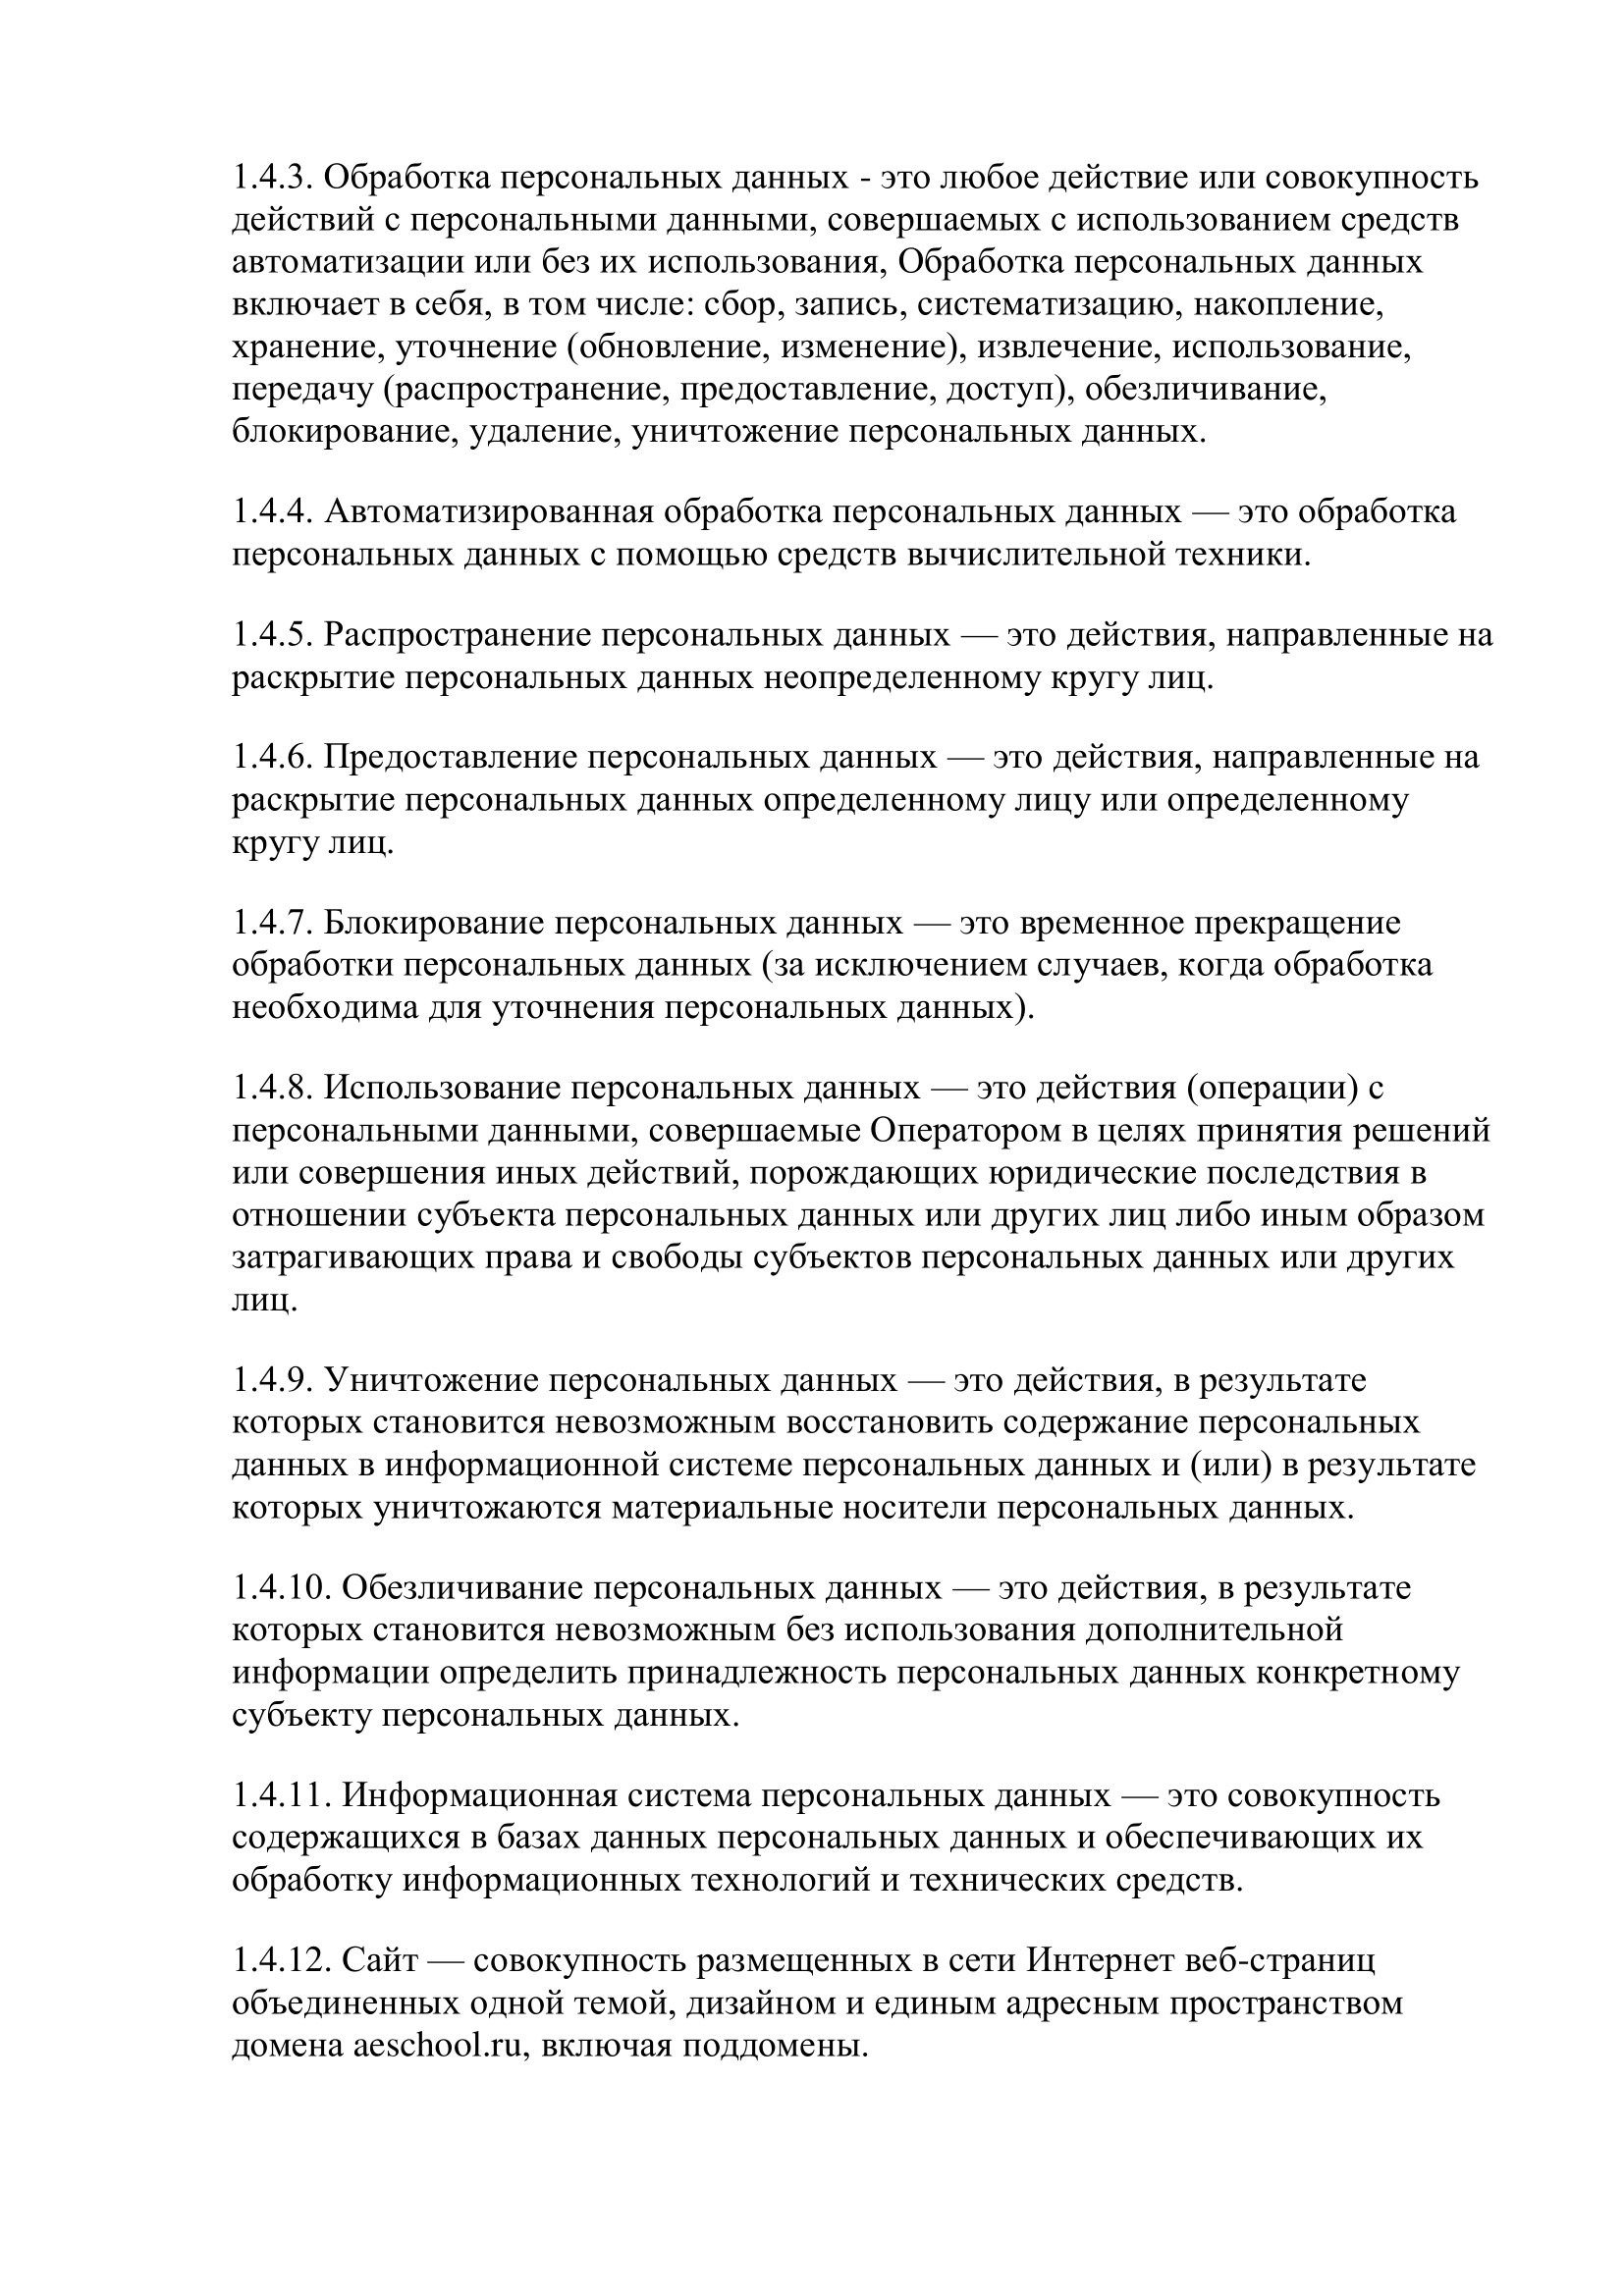 1.4.3. Обработка персональных данных - это любое действие или совокупность
действий с персональными данными, совершаемых с использованием средств
автоматизации или без их использования, Обработка персональных данных
включает в себя, в том числе: сбор, запись, систематизацию, накопление,
хранение, уточнение (обновление, изменение), извлечение, использование,
передачу (распространение, предоставление, доступ), обезличивание,
блокирование, удаление, уничтожение персональных данных.
1.4.4. Автоматизированная обработка персональных данных — это обработка
персональных данных с помощью средств вычислительной техники.
1.4.5. Распространение персональных данных — это действия, направленные на
раскрытие персональных данных неопределенному кругу лиц.
1.4.6. Предоставление персональных данных — это действия, направленные на
раскрытие персональных данных определенному лицу или определенному
кругу лиц.
1.4.7. Блокирование персональных данных — это временное прекращение
обработки персональных данных (за исключением случаев, когда обработка
необходима для уточнения персональных данных).
1.4.8. Использование персональных данных — это действия (операции) с
персональными данными, совершаемые Оператором в целях принятия решений
или совершения иных действий, порождающих юридические последствия в
отношении субъекта персональных данных или других лиц либо иным образом
затрагивающих права и свободы субъектов персональных данных или других
лиц.
1.4.9. Уничтожение персональных данных — это действия, в результате
которых становится невозможным восстановить содержание персональных
данных в информационной системе персональных данных и (или) в результате
которых уничтожаются материальные носители персональных данных.
1.4.10. Обезличивание персональных данных — это действия, в результате
которых становится невозможным без использования дополнительной
информации определить принадлежность персональных данных конкретному
субъекту персональных данных.
1.4.11. Информационная система персональных данных — это совокупность
содержащихся в базах данных персональных данных и обеспечивающих их
обработку информационных технологий и технических средств.
1.4.12. Сайт — совокупность размещенных в сети Интернет веб-страниц
объединенных одной темой, дизайном и единым адресным пространством
домена aeschool.ru, включая поддомены.